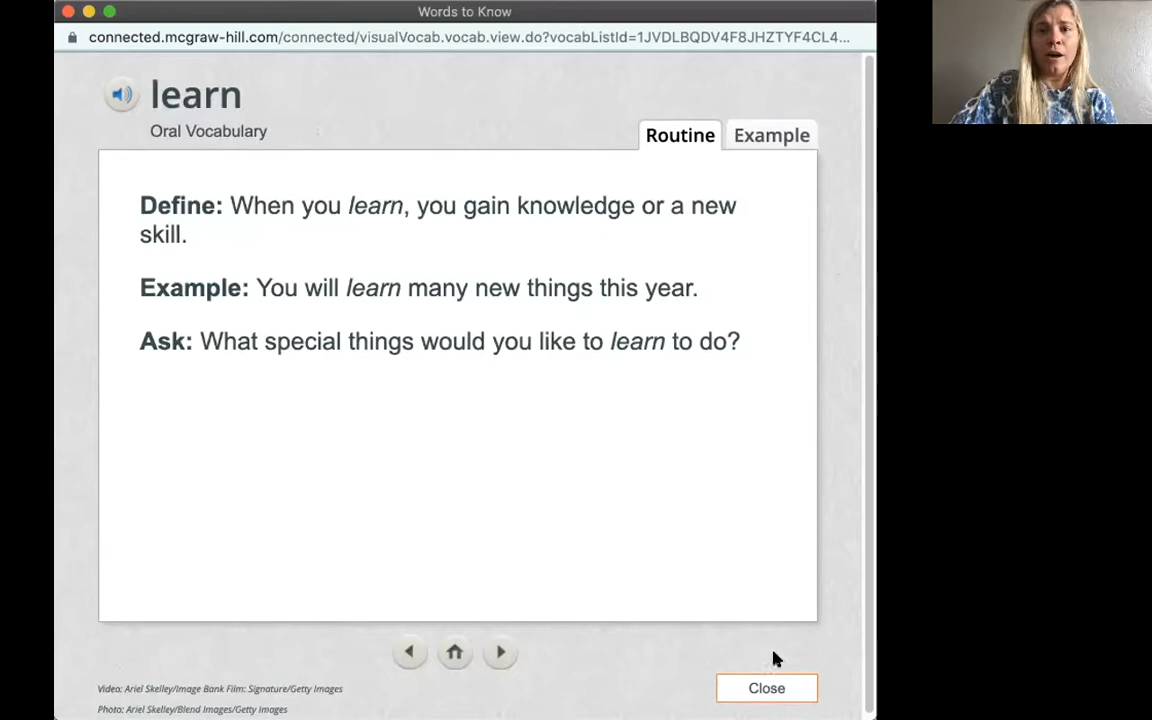 Words to Know
connected.mcgraw-hill.com/connected/visualVocab.vocab.view.do?vocabListId=1JVDLBQDV4F8JHZTYF4CL4...
learn
Oral Vocabulary
Routine
Example
Define: When you learn, you gain knowledge or a new
skill.
Example: You will learn many new things this year.
Ask: What special things would you like to learn to do?
Close
Video: Ariel Skelley/Image Bank Film: Signature/Getty Images
Photo: Ariel Skelley/Blend Images/Getty Images